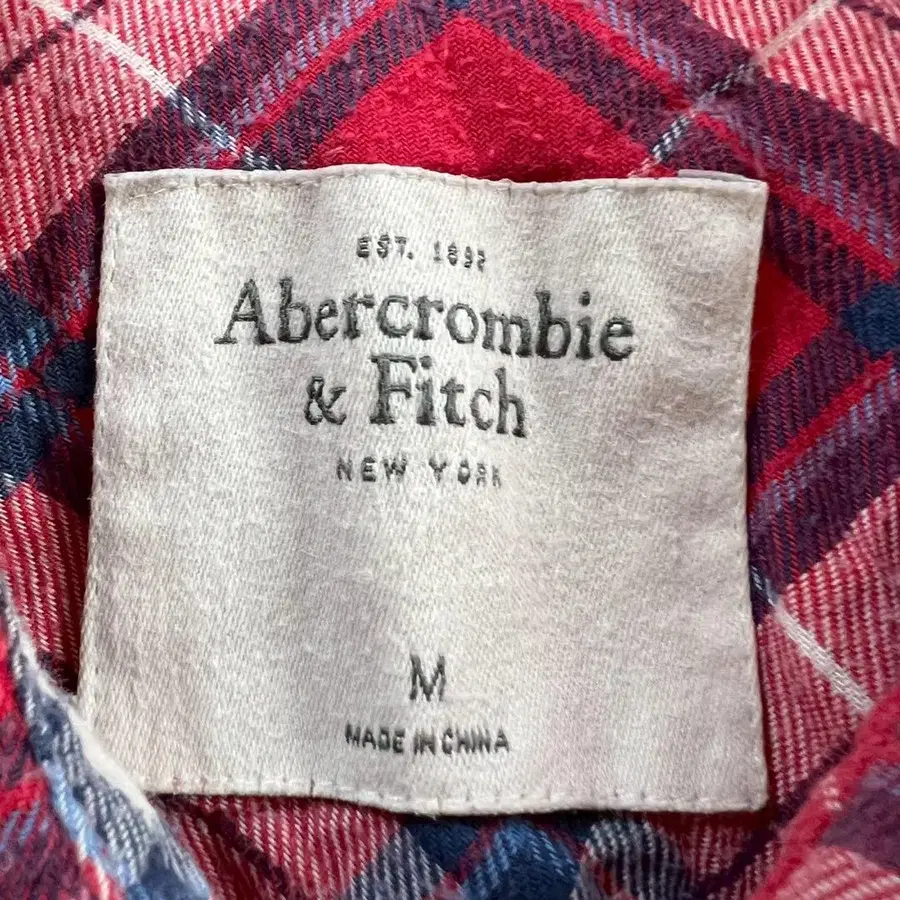 EST. 1892
Abercrombie
& Fitch
NEW YORK
M
MADE IN CHINA